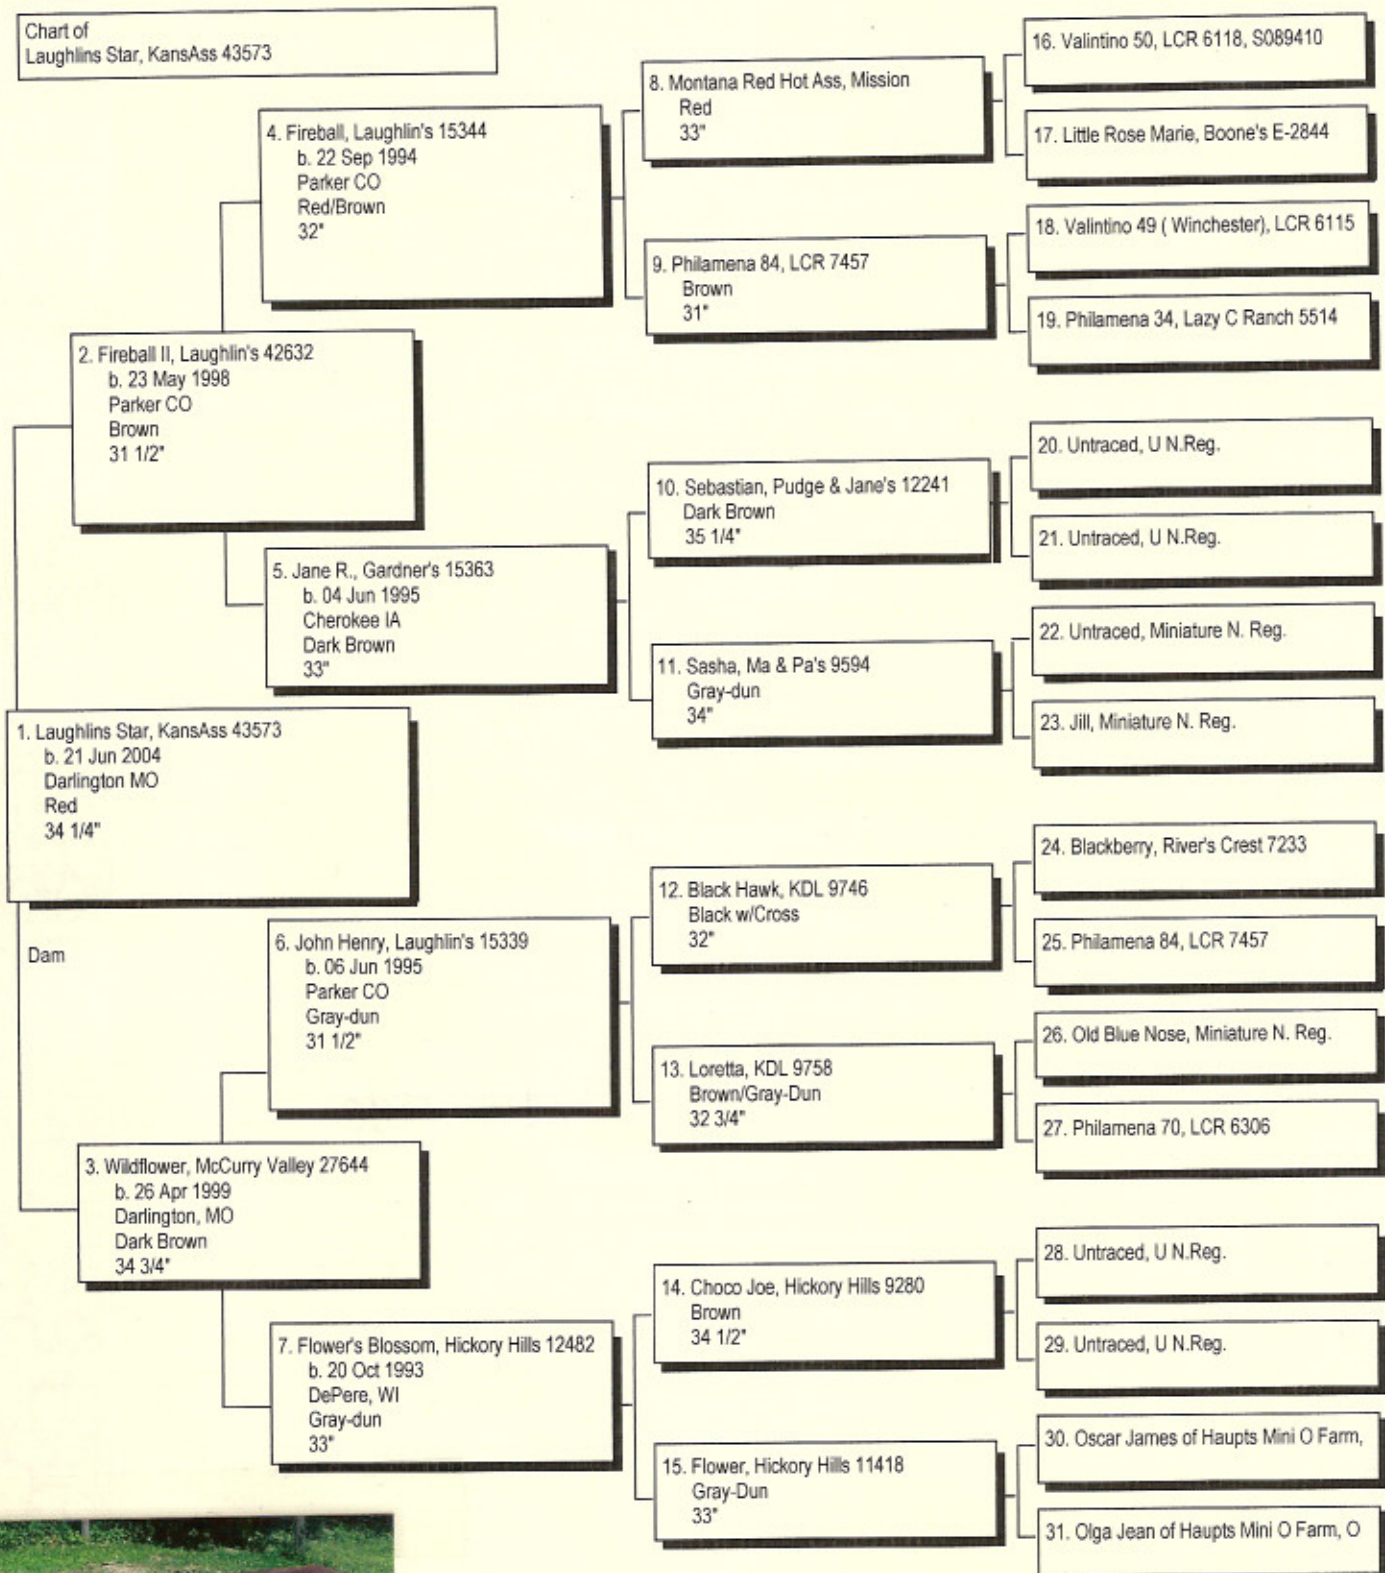 Chart of
Laughlins Star, KansAss 43573
1. Laughlins Star, KansAss 43573
b. 21 Jun 2004
Darlington MO
Red
34 1/4"
Dam
2. Fireball II, Laughlin's 42632
b. 23 May 1998
Parker CO
Brown
31 1/2"
3. Wildflower, McCurry Valley 27644
b. 26 Apr 1999
Darlington, MO
Dark Brown
34 3/4"
4. Fireball, Laughlin's 15344
b. 22 Sep 1994
Parker CO
Red/Brown
32"
5. Jane R., Gardner's 15363
b. 04 Jun 1995
Cherokee IA
Dark Brown
33"
6. John Henry, Laughlin's 15339
b. 06 Jun 1995
Parker CO
Gray-dun
31 1/2"
7. Flower's Blossom, Hickory Hills 12482
b. 20 Oct 1993
DePere, WI
Gray-dun
33"
8. Montana Red Hot Ass, Mission
Red
33"
9. Philamena 84, LCR 7457
Brown
31"
10. Sebastian, Pudge & Jane's 12241
Dark Brown
35 1/4"
11. Sasha, Ma & Pa's 9594
Gray-dun
34"
12. Black Hawk, KDL 9746
Black w/Cross
32"
13. Loretta, KDL 9758
Brown/Gray-Dun
32 3/4"
14. Choco Joe, Hickory Hills 9280
Brown
34 1/2"
15. Flower, Hickory Hills 11418
Gray-Dun
33"
16. Valintino 50, LCR 6118, S089410
17. Little Rose Marie, Boone's E-2844
18. Valintino 49 ( Winchester), LCR 6115
19. Philamena 34, Lazy C Ranch 5514
20. Untraced, U N.Reg.
21. Untraced, U N.Reg.
22. Untraced, Miniature N. Reg.
23. Jill, Miniature N. Reg.
24. Blackberry, River's Crest 7233
25. Philamena 84, LCR 7457
26. Old Blue Nose, Miniature N. Reg.
27. Philamena 70, LCR 6306
28. Untraced, U N.Reg.
29. Untraced, U N.Reg.
30. Oscar James of Haupts Mini O Farm,
31. Olga Jean of Haupts Mini O Farm, O